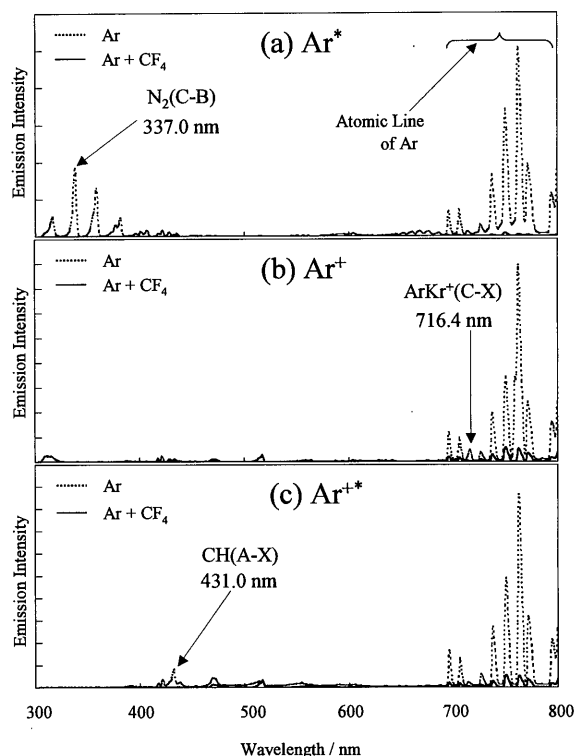 Ar
Ar + CF₄
(a) Ar*
N₂(C-B)
337.0 nm
Atomic Line
of Ar
Emission Intensity
Ar
Ar + CF₄
(b) Ar⁺
ArKr⁺(C-X)
716.4 nm
Emission Intensity
Ar
Ar + CF₄
(c) Ar⁺*
CH(A-X)
431.0 nm
Emission Intensity
300 400 500 600 700 800
Wavelength / nm